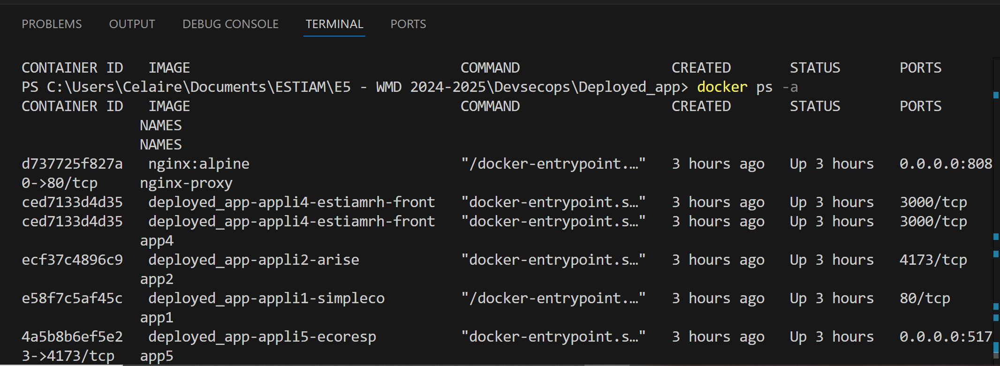 PROBLEMS OUTPUT DEBUG CONSOLE TERMINAL PORTS
CONTAINER ID IMAGE COMMAND CREATED STATUS PORTS
PS C:\Users\Celaire\Documents\ESTIAM\E5 - WMD 2024-2025\Devsecops\Deployed_app> docker ps -a
CONTAINER ID IMAGE COMMAND CREATED STATUS PORTS
NAMES
NAMES
d737725f827a nginx:alpine "/docker-entrypoint.…" 3 hours ago Up 3 hours 0.0.0.0:808
0->80/tcp nginx-proxy
ced7133d4d35 deployed_app-appli4-estiamrh-front "docker-entrypoint.s…" 3 hours ago Up 3 hours 3000/tcp
ced7133d4d35 deployed_app-appli4-estiamrh-front "docker-entrypoint.s…" 3 hours ago Up 3 hours 3000/tcp
app4
ecf37c4896c9 deployed_app-appli2-arise "docker-entrypoint.s…" 3 hours ago Up 3 hours 4173/tcp
app2
e58f7c5af45c deployed_app-appli1-simpleco "/docker-entrypoint.…" 3 hours ago Up 3 hours 80/tcp
app1
4a5b8b6ef5e2 deployed_app-appli5-ecoresp "docker-entrypoint.s…" 3 hours ago Up 3 hours 0.0.0.0:517
3->4173/tcp app5